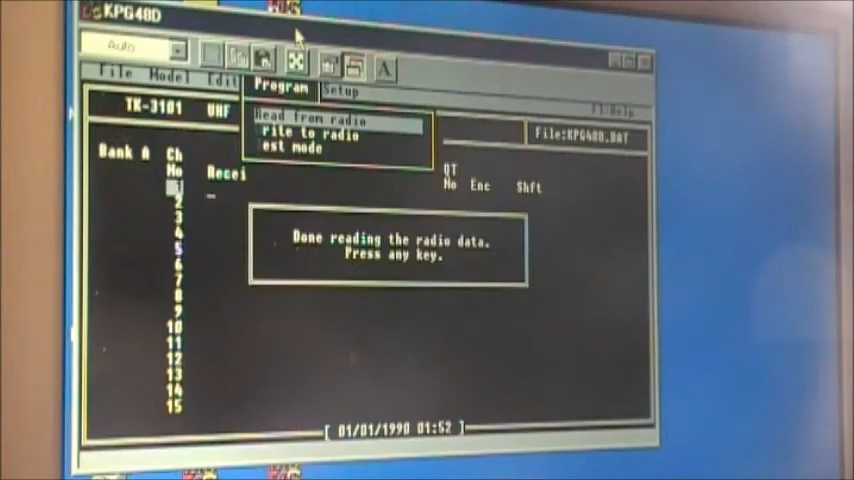 KPG48D
Auto
A
File Model Edit Program Setup
F1:Help
TK-3101 UHF
File:KPG48D.DAT
Read from radio
rite to radio
est mode
Bank A Ch
No Recei
QT
No Enc Shft
1
2
3
4
5
6
7
8
9
10
11
12
13
14
15
Done reading the radio data.
Press any key.
[ 01/01/1990 01:52 ]